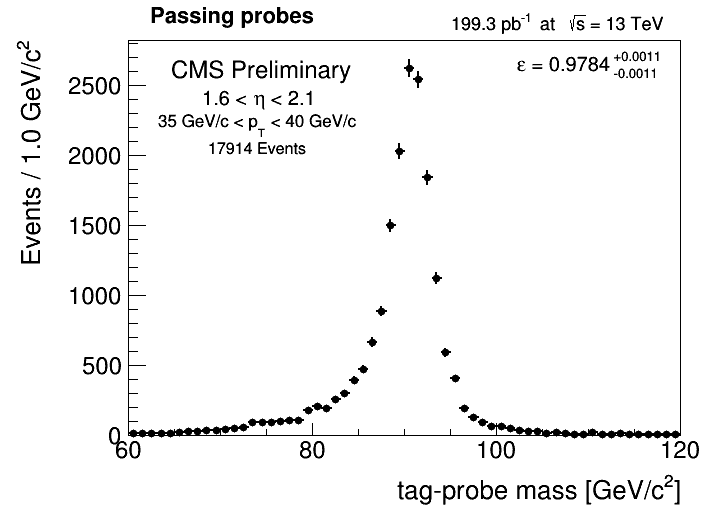 Passing probes
199.3 pb⁻¹ at √s = 13 TeV
CMS Preliminary
1.6 < η < 2.1
35 GeV/c < p_T < 40 GeV/c
17914 Events
ε = 0.9784 +0.0011 -0.0011
Events / 1.0 GeV/c²
2500
2000
1500
1000
500
0
60 80 100 120
tag-probe mass [GeV/c²]